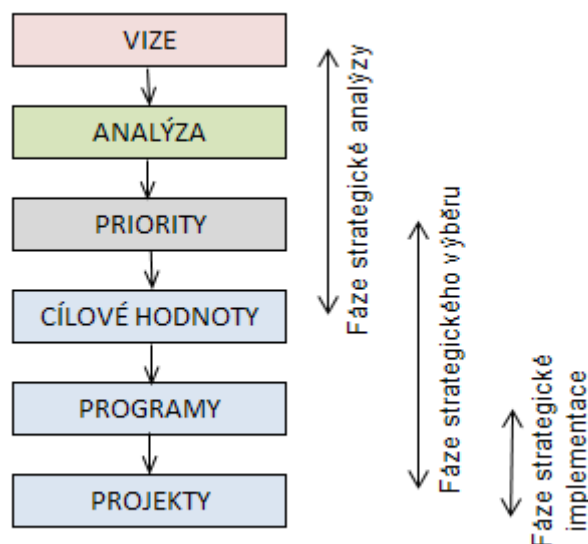 VIZE
ANALÝZA
PRIORITY
CÍLOVÉ HODNOTY
PROGRAMY
PROJEKTY
Fáze strategické analýzy
Fáze strategického výběru
Fáze strategické
implementace